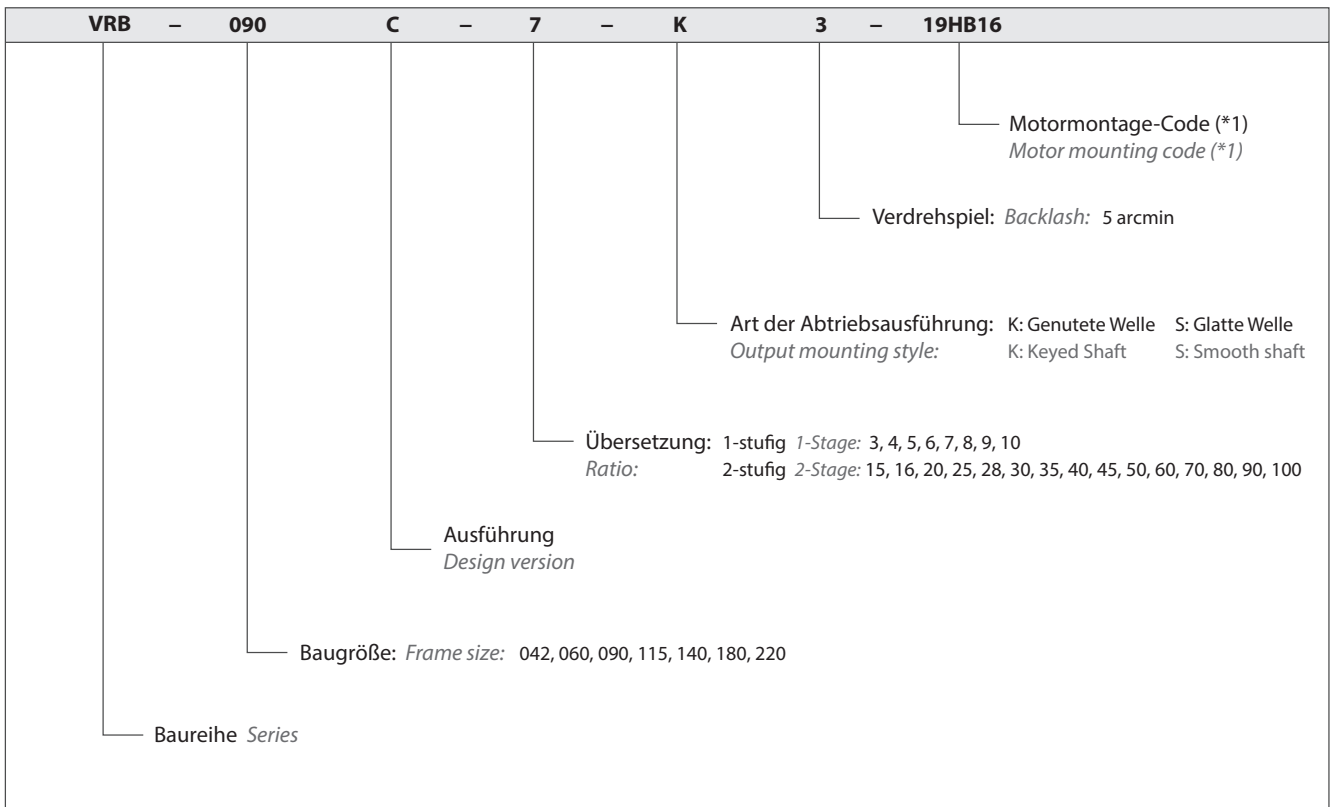 VRB – 090 C – 7 – K 3 – 19HB16
Motormontage-Code (*1)
Motor mounting code (*1)
Verdrehspiel: Backlash: 5 arcmin
Art der Abtriebsausführung: K: Genutete Welle S: Glatte Welle
Output mounting style: K: Keyed Shaft S: Smooth shaft
Übersetzung: 1-stufig 1-Stage: 3, 4, 5, 6, 7, 8, 9, 10
Ratio: 2-stufig 2-Stage: 15, 16, 20, 25, 28, 30, 35, 40, 45, 50, 60, 70, 80, 90, 100
Ausführung
Design version
Baugröße: Frame size: 042, 060, 090, 115, 140, 180, 220
Baureihe Series